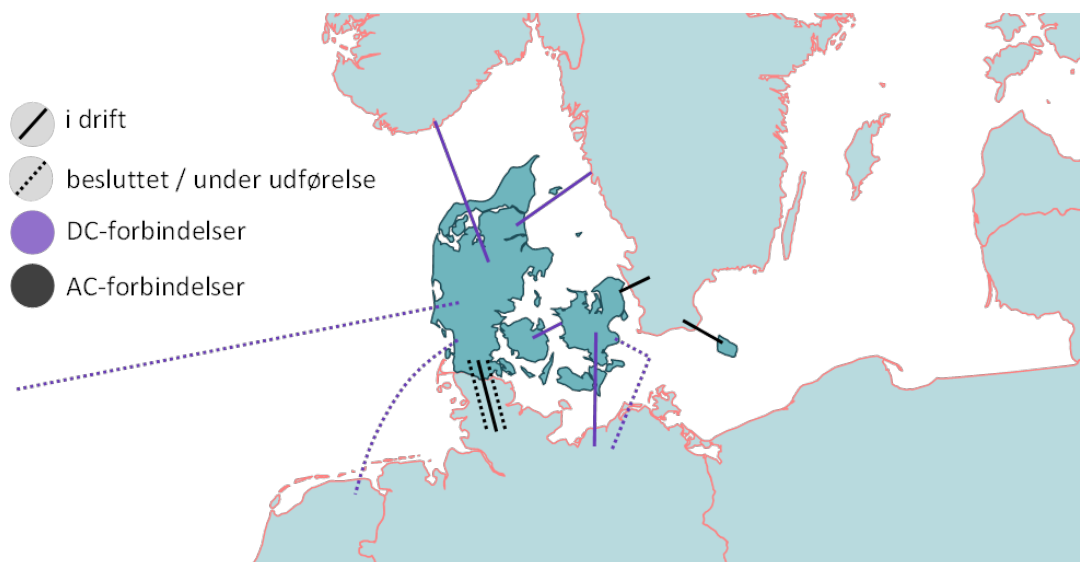 i drift
besluttet / under udførelse
DC-forbindelser
AC-forbindelser